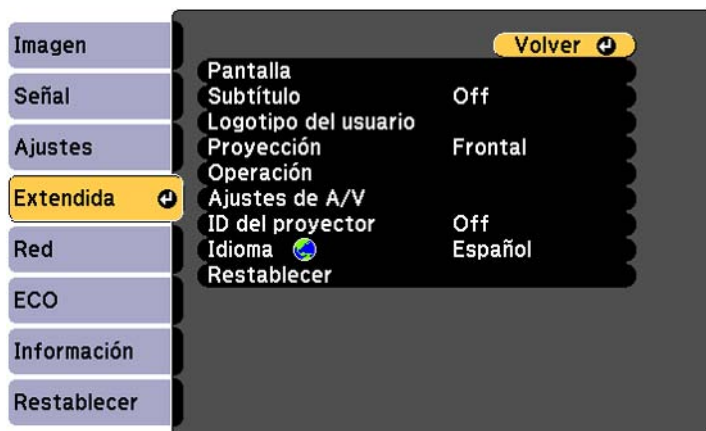 Imagen
Señal
Ajustes
Extendida
Red
ECO
Información
Restablecer
Volver
Pantalla
Subtítulo Off
Logotipo del usuario
Proyección Frontal
Operación
Ajustes de A/V
ID del proyector Off
Idioma Español
Restablecer